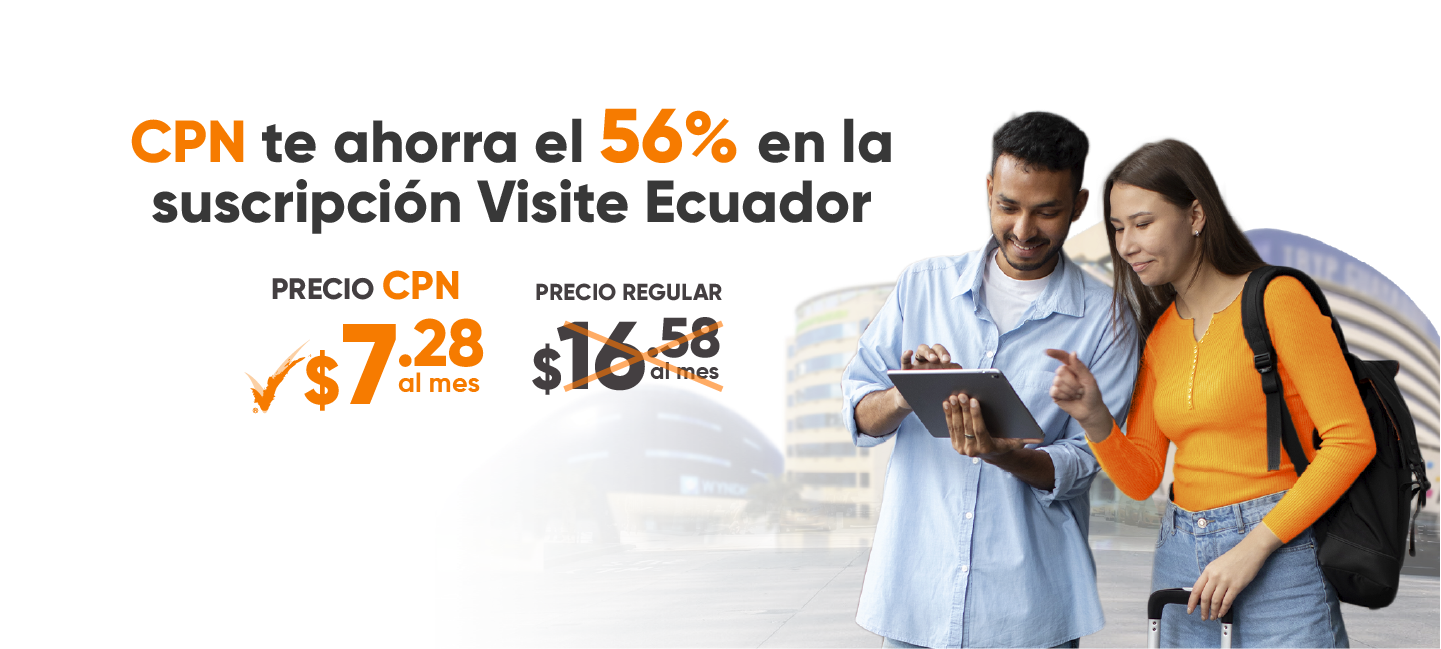 CPN te ahorra el 56% en la
suscripción Visite Ecuador
PRECIO CPN
$7.28
al mes
PRECIO REGULAR
$16.58
al mes